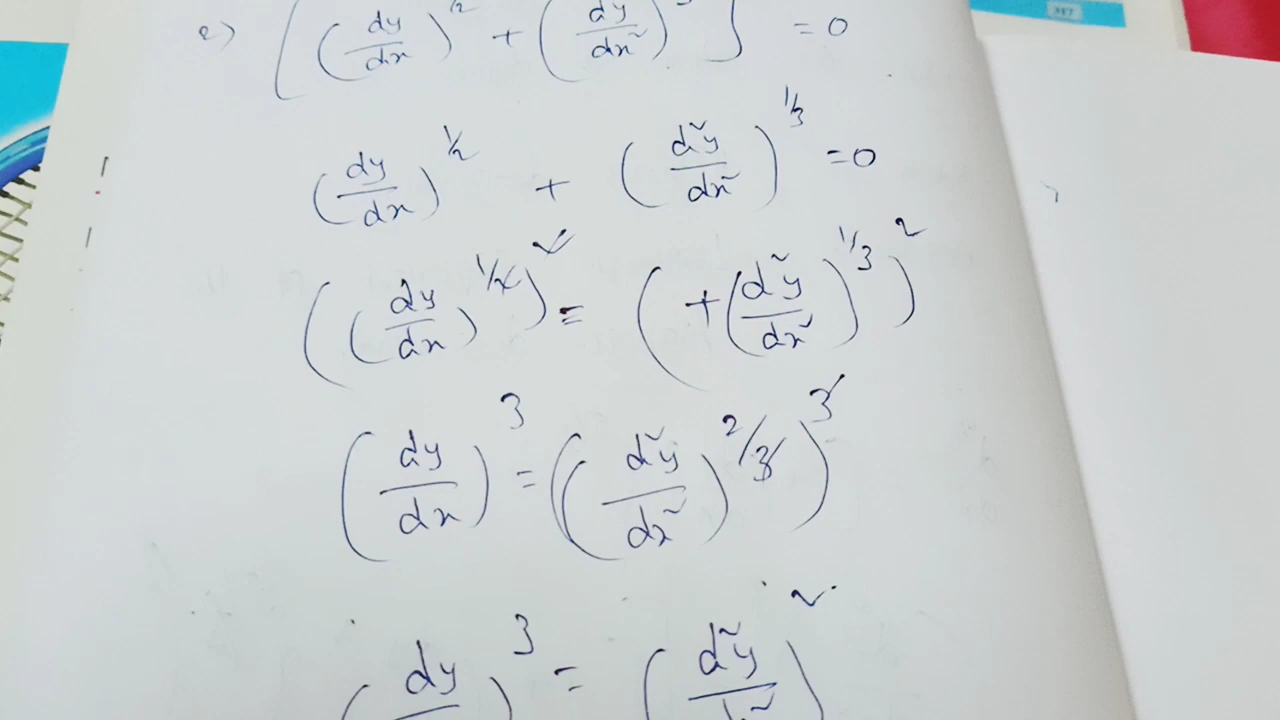 2) [(dy/dx)^1/2 + (d²y/dx²)^1/3] = 0
(dy/dx)^1/2 + (d²y/dx²)^1/3 = 0
((dy/dx)^1/2)^2 = (+(d²y/dx²)^1/3)^2
(dy/dx)^3 = ((d²y/dx²)^2/3)^3
(dy/dx)^3 = (d²y/dx²)^2